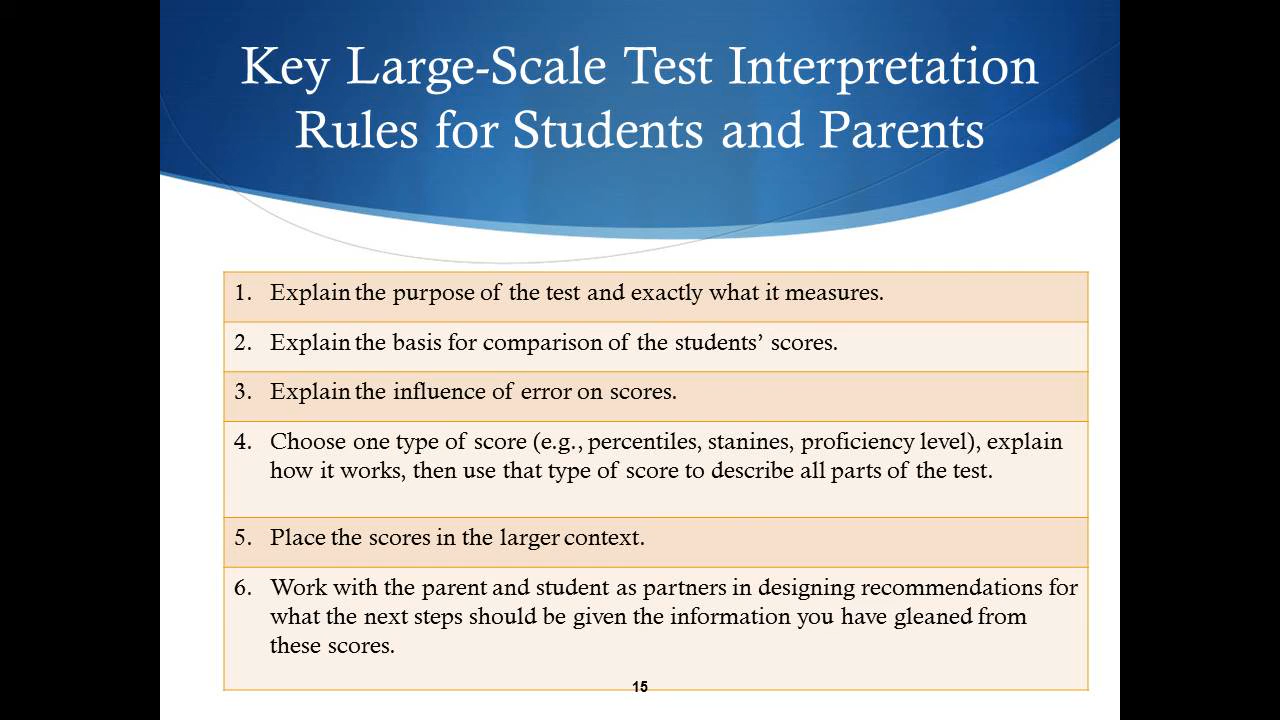 Key Large-Scale Test Interpretation
Rules for Students and Parents
1. Explain the purpose of the test and exactly what it measures.
2. Explain the basis for comparison of the students’ scores.
3. Explain the influence of error on scores.
4. Choose one type of score (e.g., percentiles, stanines, proficiency level), explain
how it works, then use that type of score to describe all parts of the test.
5. Place the scores in the larger context.
6. Work with the parent and student as partners in designing recommendations for
what the next steps should be given the information you have gleaned from
these scores.
15